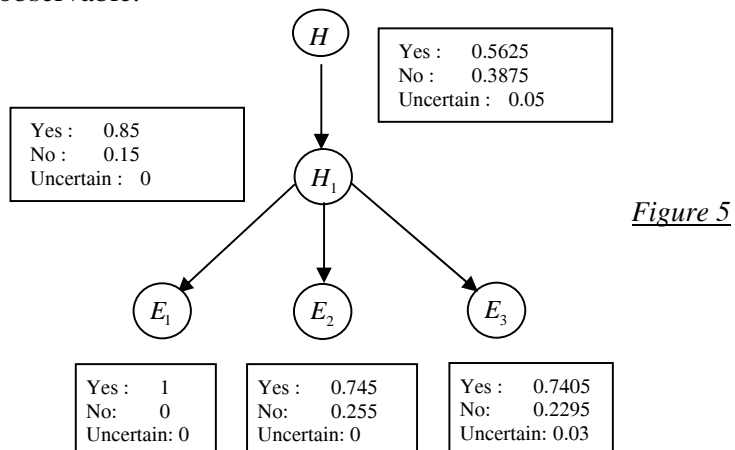 observable.
H
Yes : 0.5625
No : 0.3875
Uncertain : 0.05
Yes : 0.85
No : 0.15
Uncertain : 0
H1
Figure 5
E1
E2
E3
Yes : 1
No: 0
Uncertain: 0
Yes : 0.745
No: 0.255
Uncertain: 0
Yes : 0.7405
No: 0.2295
Uncertain: 0.03